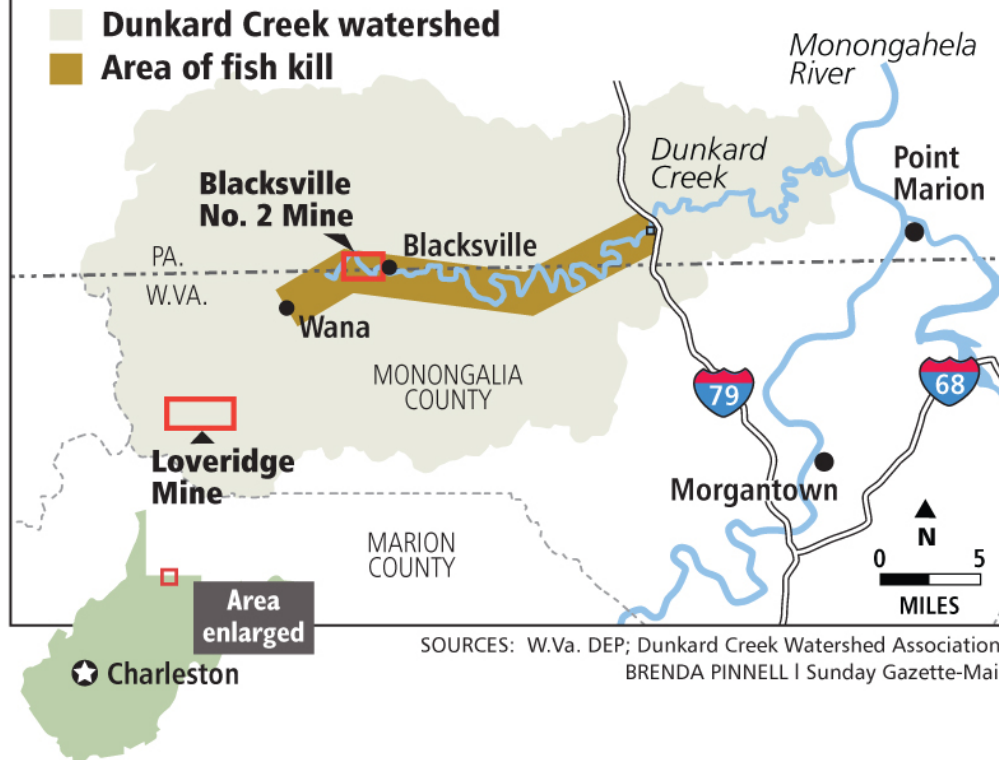 Dunkard Creek watershed
Area of fish kill
Monongahela
River
Dunkard
Creek
Point
Marion
Blacksville
No. 2 Mine
Blacksville
PA.
W.VA.
Wana
MONONGALIA
COUNTY
79
68
Loveridge
Mine
Morgantown
MARION
COUNTY
N
0 5
MILES
Area
enlarged
Charleston
SOURCES: W.Va. DEP; Dunkard Creek Watershed Association
BRENDA PINNELL I Sunday Gazette-Mai